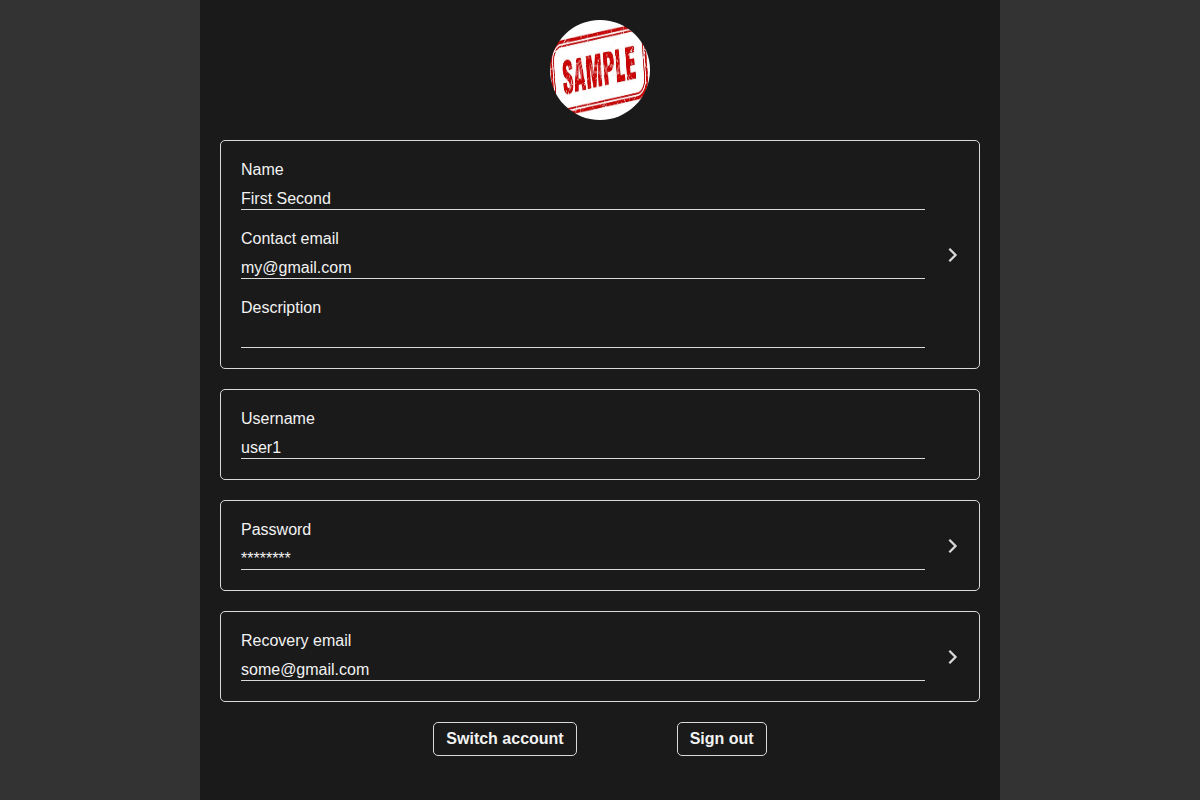 SAMPLE
Name
First Second
Contact email
my@gmail.com
Description
Username
user1
Password
********
Recovery email
some@gmail.com
Switch account
Sign out